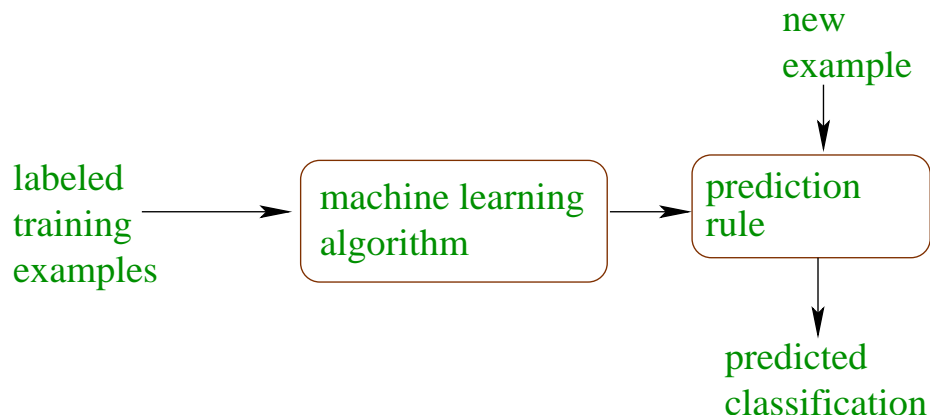 new
example
labeled
training
examples
machine learning
algorithm
prediction
rule
predicted
classification